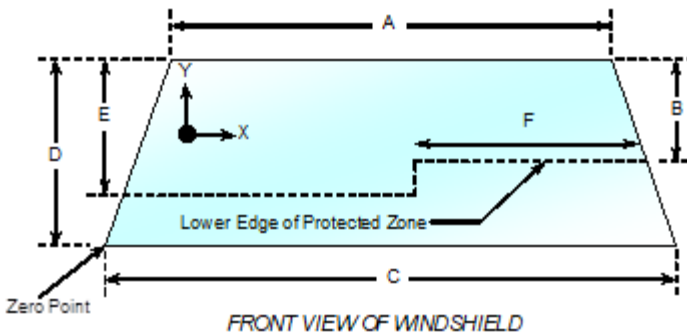 A
Y
E
B
F
X
D
Lower Edge of Protected Zone
C
Zero Point
FRONT VIEW OF WINDSHIELD